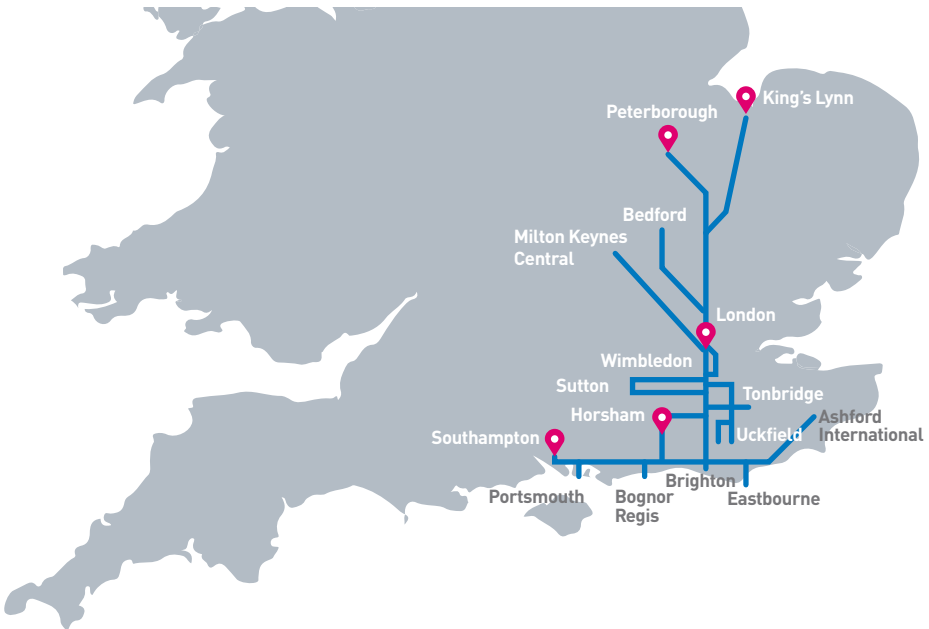 King's Lynn
Peterborough
Bedford
Milton Keynes
Central
London
Wimbledon
Sutton
Tonbridge
Horsham
Ashford
International
Uckfield
Southampton
Brighton
Portsmouth
Bognor
Regis
Eastbourne